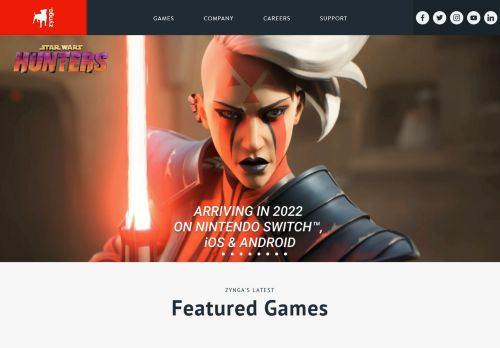 zynga
GAMES
COMPANY
CAREERS
SUPPORT
STAR WARS
HUNTERS
ARRIVING IN 2022
ON NINTENDO SWITCH™,
iOS & ANDROID
ZYNGA'S LATEST
Featured Games